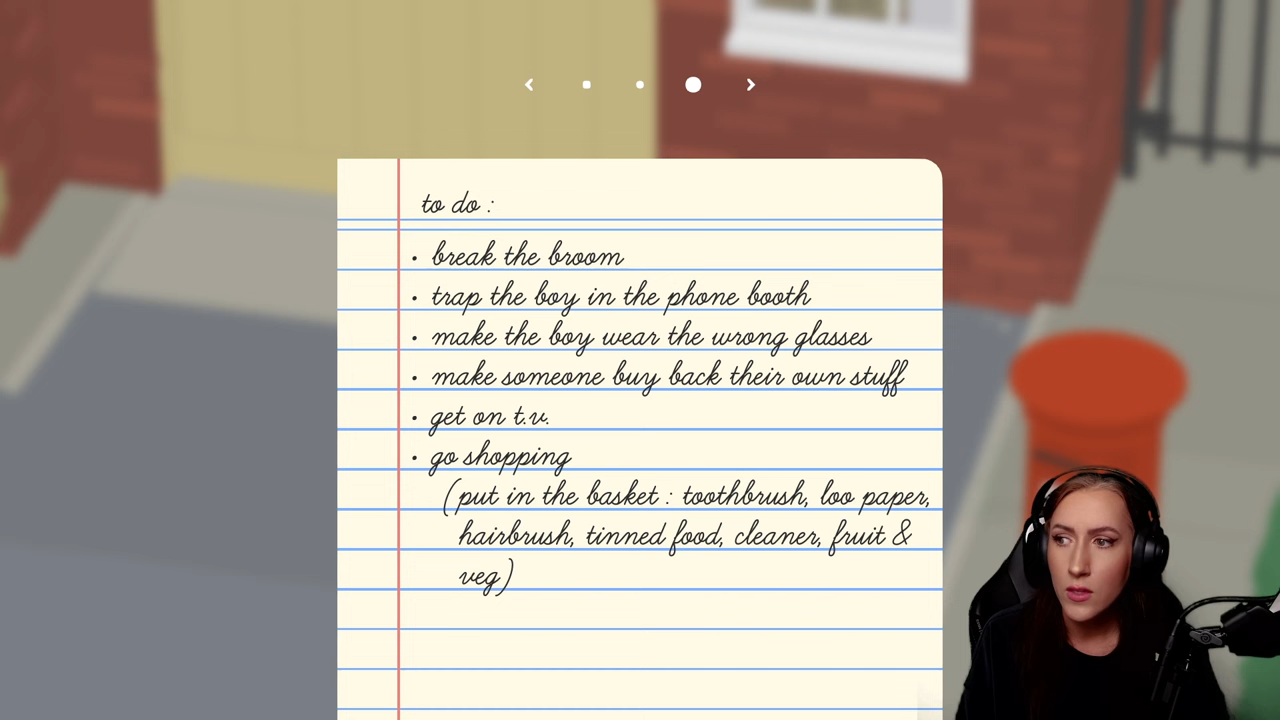 to do :
• break the broom
• trap the boy in the phone booth
• make the boy wear the wrong glasses
• make someone buy back their own stuff
• get on t.v.
• go shopping
(put in the basket : toothbrush, loo paper,
hairbrush, tinned food, cleaner, fruit &
veg)